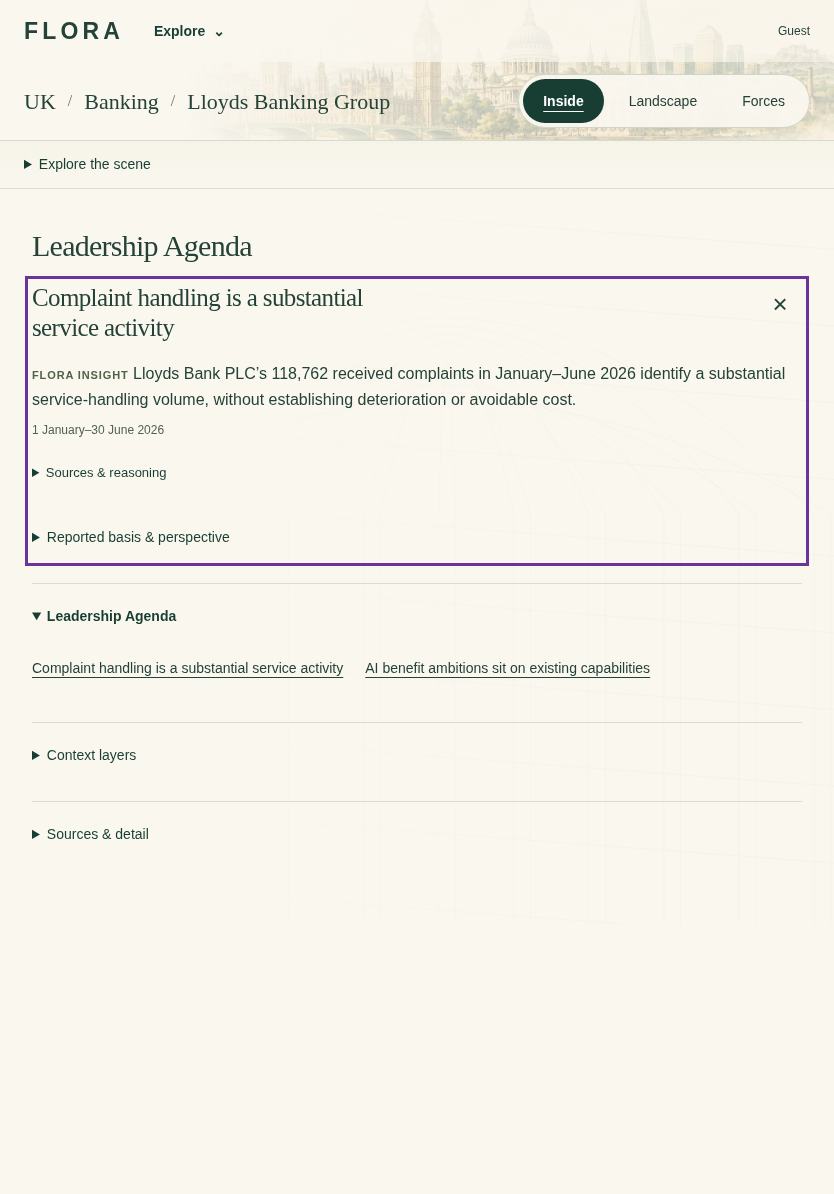 FLORA
Explore
Guest
UK / Banking / Lloyds Banking Group
Inside
Landscape
Forces
Explore the scene
Leadership Agenda
Complaint handling is a substantial
service activity
FLORA INSIGHT Lloyds Bank PLC’s 118,762 received complaints in January–June 2026 identify a substantial
service-handling volume, without establishing deterioration or avoidable cost.
1 January–30 June 2026
Sources & reasoning
Reported basis & perspective
Leadership Agenda
Complaint handling is a substantial service activity
AI benefit ambitions sit on existing capabilities
Context layers
Sources & detail